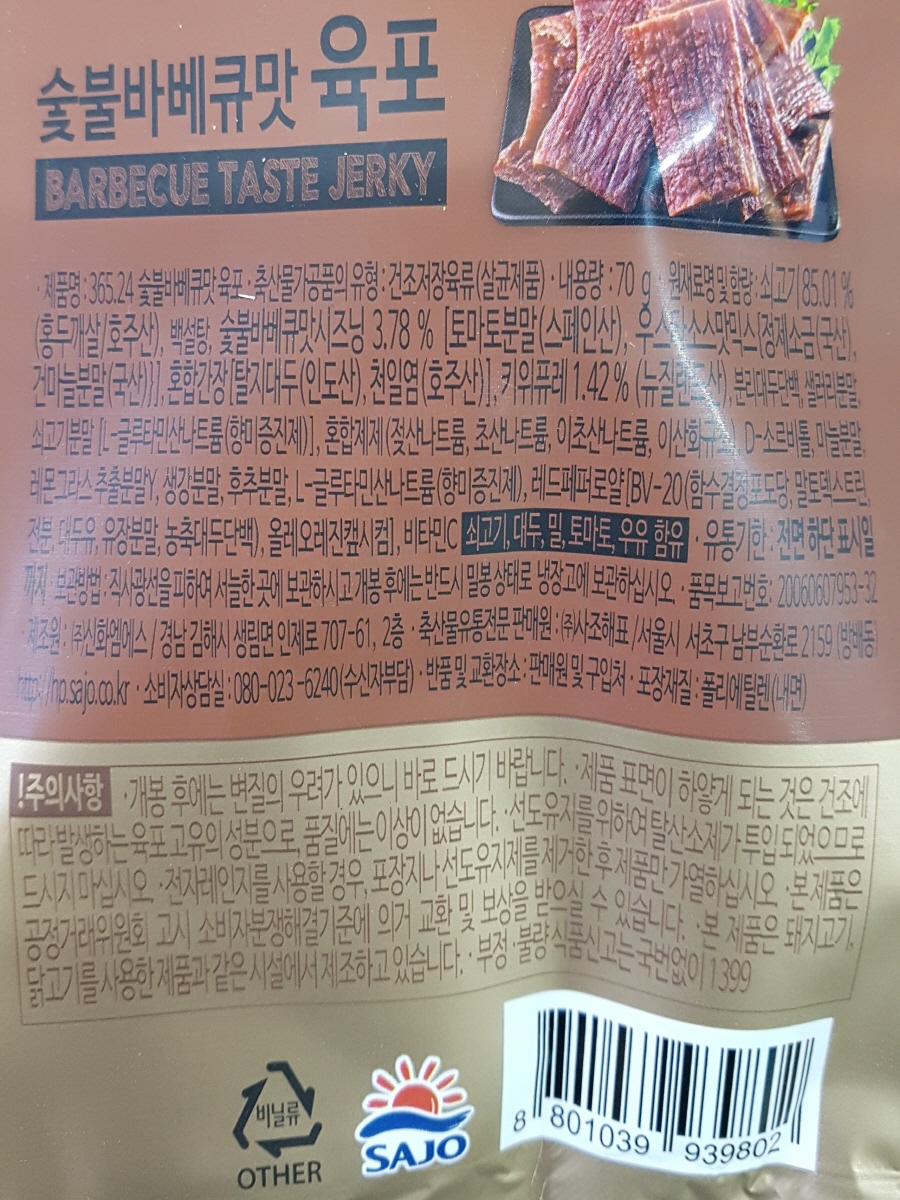 숯불바베큐맛 육포
BARBECUE TASTE JERKY
· 제품명 : 365.24 숯불바베큐맛 육포 · 축산물가공품의 유형 : 건조저장육류(살균제품) · 내용량 : 70 g · 원재료명 및 함량 : 쇠고기 85.01 %
(홍두깨살/호주산), 백설탕, 숯불바베큐맛시즈닝 3.78 % [토마토분말(스페인산), 맛믹스{정제소금(국산),
건마늘분말(국산)}], 혼합간장[탈지대두(인도산), 천일염(호주산)], 키위퓨레 1.42 % 분리대두단백, 샐러리분말,
쇠고기분말 [L-글루타민산나트륨(향미증진제)], 혼합제제(젖산나트륨, 초산나트륨, 이초산나트륨, D-소르비톨, 마늘분말,
레몬그라스추출분말Y, 생강분말, 후추분말, L-글루타민산나트륨(향미증진제), 레드페퍼로얄[BV-20(함수결정포도당, 말토덱스트린,
전분, 대두유, 유장분말, 농축대두단백), 올레오레진캪시컴], 비타민C 쇠고기, 대두, 밀, 토마토, 우유 함유 · 유통기한 : 전면 하단 표시일
까지 · 보관방법 : 직사광선을 피하여 서늘한 곳에 보관하시고 개봉 후에는 반드시 밀봉 상태로 냉장고에 보관하십시오. · 품목보고번호 : 20060607953-32
· 제조원 : ㈜신화엠에스 / 경남 김해시 생림면 인제로 707-61, 2층 · 축산물유통전문 판매원 : ㈜사조해표 / 서울시 서초구 남부순환로 2159 (방배동)
http://hp.sajo.co.kr · 소비자상담실 : 080-023-6240(수신자부담) · 반품 및 교환장소 : 판매원 및 구입처 · 포장재질 : 폴리에틸렌(내면)
!주의사항 · 개봉 후에는 변질의 우려가 있으니 바로 드시기 바랍니다. · 제품 표면이 하얗게 되는 것은 건조에
따라 발생하는 육포 고유의 성분으로, 품질에는 이상이 없습니다. · 선도유지를 위하여 탈산소제가 투입 되었으므로
드시지 마십시오. · 전자레인지를 사용할 경우, 포장지나 선도유지제를 제거한 후 제품만 가열하십시오. · 본 제품은
공정거래위원회 고시 소비자분쟁해결기준에 의거 교환 및 보상을 받으실 수 있습니다. · 본 제품은 돼지고기,
닭고기를 사용한 제품과 같은 시설에서 제조하고 있습니다. · 부정·불량식품신고는 국번없이 1399
비닐류
OTHER
SAJO
8 801039 939802